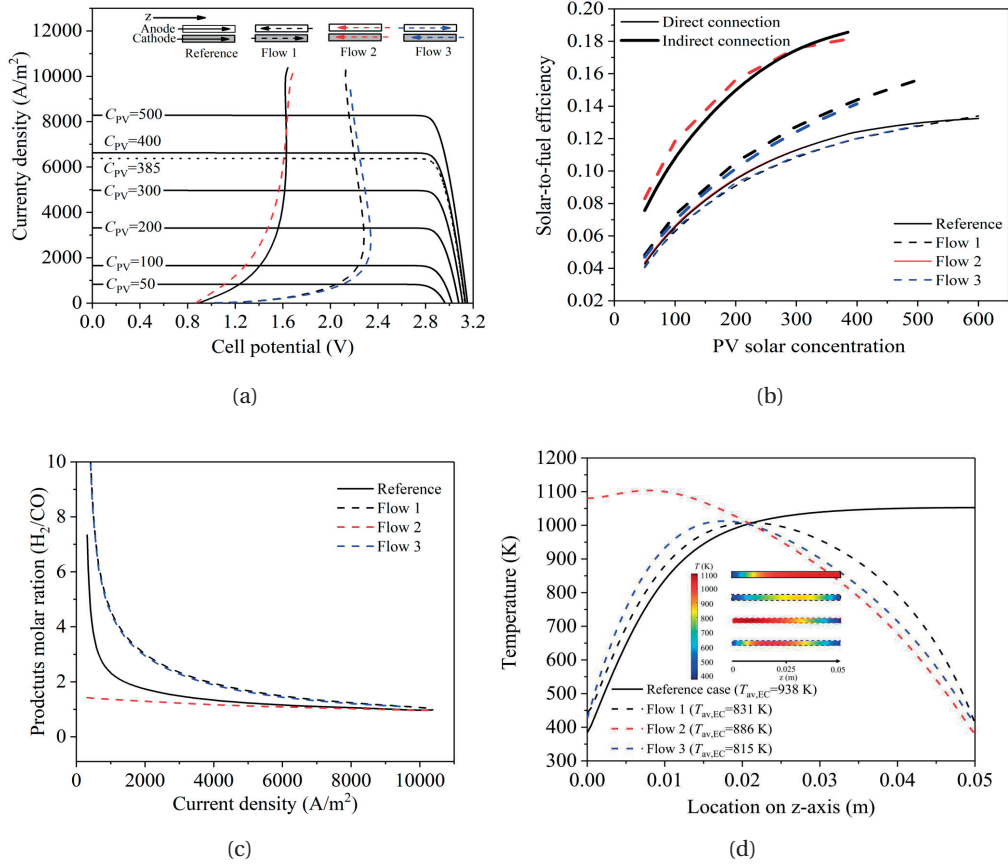 z
Anode
Cathode
Reference Flow 1 Flow 2 Flow 3
12000
10000
8000
6000
4000
2000
0
Currenty density (A/m²)
C_PV=500
C_PV=400
C_PV=385
C_PV=300
C_PV=200
C_PV=100
C_PV=50
0.0 0.4 0.8 1.2 1.6 2.0 2.4 2.8 3.2
Cell potential (V)
(a)
0.20
0.18
0.16
0.14
0.12
0.10
0.08
0.06
0.04
0.02
0.00
Solar-to-fuel efficiency
Direct connection
Indirect connection
Reference
Flow 1
Flow 2
Flow 3
0 100 200 300 400 500 600
PV solar concentration
(b)
10
8
6
4
2
0
Prodctuts molar ration (H₂/CO)
Reference
Flow 1
Flow 2
Flow 3
0 2000 4000 6000 8000 10000
Current density (A/m²)
(c)
1200
1100
1000
900
800
700
600
500
400
300
Temperature (K)
T (K)
1100
1000
900
800
700
600
500
400
0 0.025 0.05
z (m)
Reference case (T_av,EC=938 K)
Flow 1 (T_av,EC=831 K)
Flow 2 (T_av,EC=886 K)
Flow 3 (T_av,EC=815 K)
0.00 0.01 0.02 0.03 0.04 0.05
Location on z-axis (m)
(d)